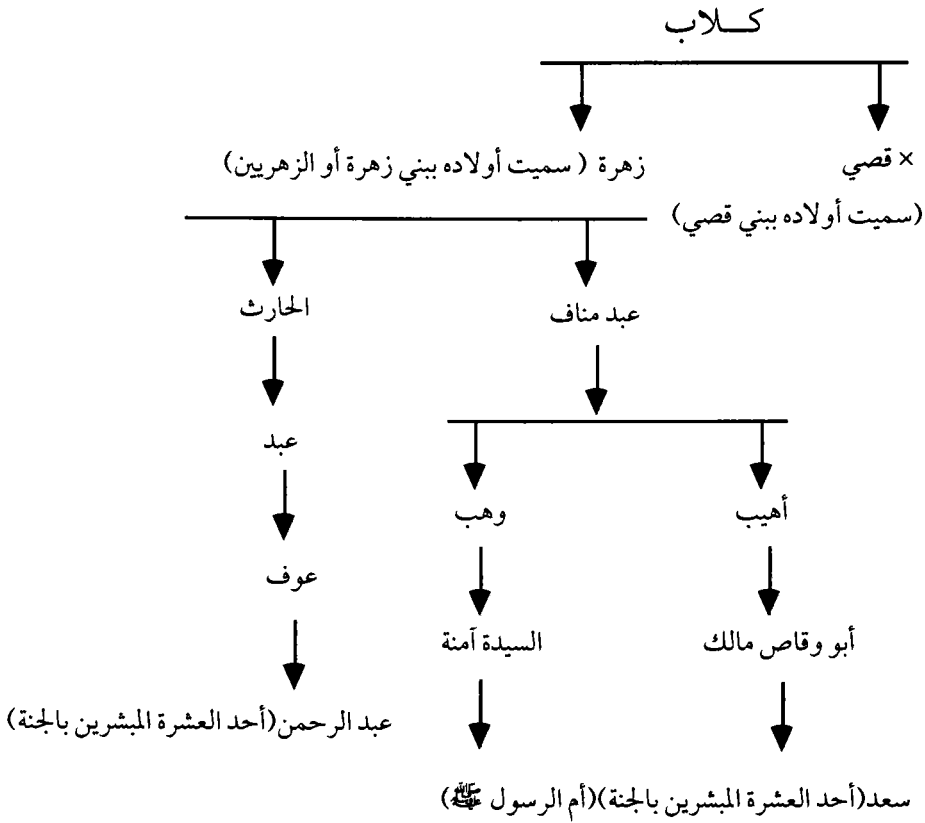 كـــلاب
× قصي
زهرة (سميت أولاده ببني زهرة أو الزهريين)
(سميت أولاده ببني قصي)
عبد مناف
الحارث
عبد
أهيب
وهب
عوف
أبو وقاص مالك
السيدة آمنة
عبد الرحمن(أحد العشرة المبشرين بالجنة)
سعد(أحد العشرة المبشرين بالجنة)(أم الرسول ﷺ)